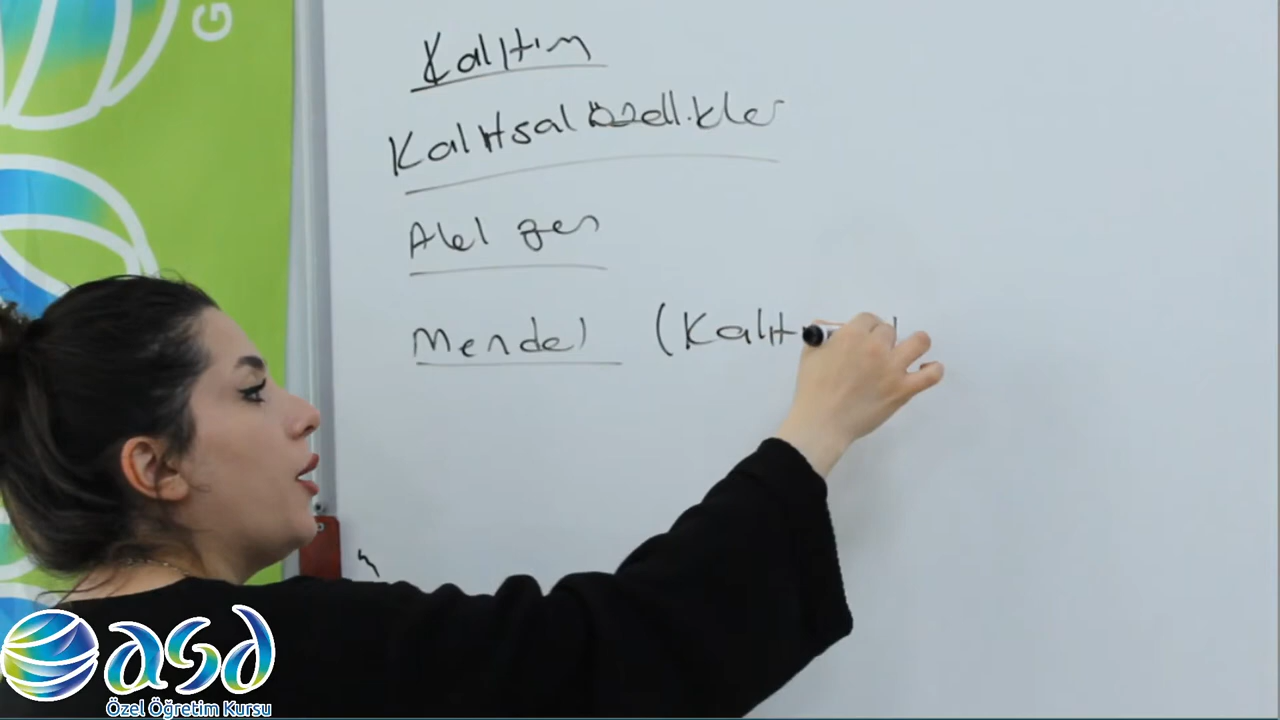 G
Kalıtım
Kalıtsal özellikler
Alel gen
Mendel (Kalıt
asd
Özel Öğretim Kursu